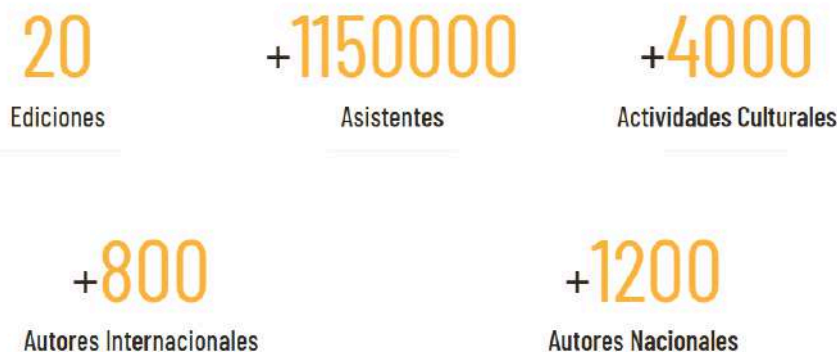 20 +1150000 +4000
Ediciones Asistentes Actividades Culturales
+800 +1200
Autores Internacionales Autores Nacionales